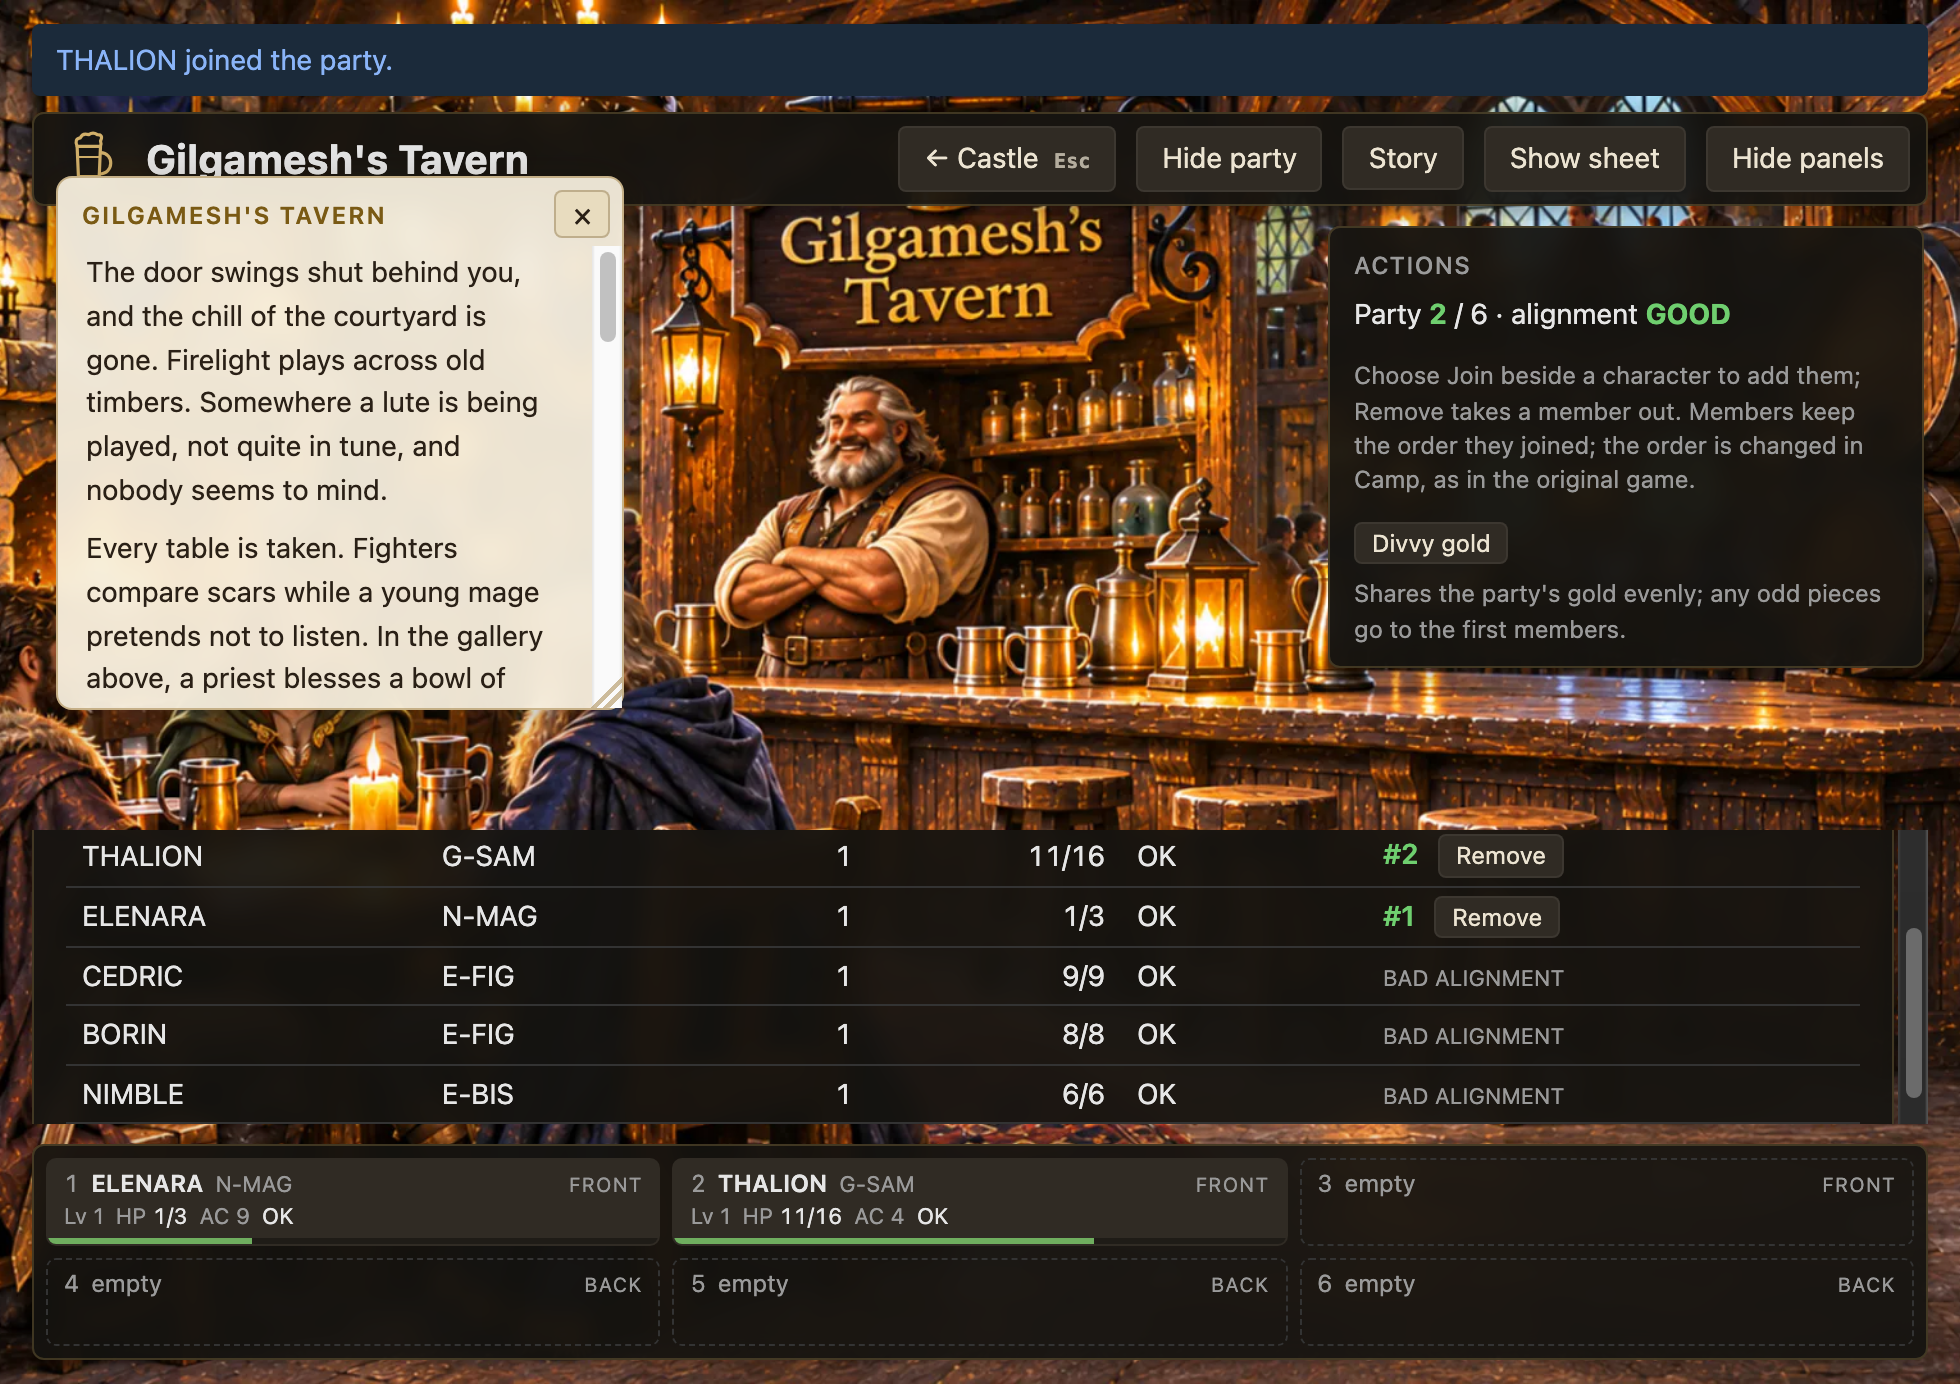 THALION joined the party.
Gilgamesh's Tavern
← Castle Esc
Hide party
Story
Show sheet
Hide panels
GILGAMESH'S TAVERN
×
The door swings shut behind you,
and the chill of the courtyard is
gone. Firelight plays across old
timbers. Somewhere a lute is being
played, not quite in tune, and
nobody seems to mind.
Every table is taken. Fighters
compare scars while a young mage
pretends not to listen. In the gallery
above, a priest blesses a bowl of
Gilgamesh's
Tavern
ACTIONS
Party 2 / 6 · alignment GOOD
Choose Join beside a character to add them;
Remove takes a member out. Members keep
the order they joined; the order is changed in
Camp, as in the original game.
Divvy gold
Shares the party's gold evenly; any odd pieces
go to the first members.
THALION G-SAM 1 11/16 OK #2 Remove
ELENARA N-MAG 1 1/3 OK #1 Remove
CEDRIC E-FIG 1 9/9 OK BAD ALIGNMENT
BORIN E-FIG 1 8/8 OK BAD ALIGNMENT
NIMBLE E-BIS 1 6/6 OK BAD ALIGNMENT
1 ELENARA N-MAG FRONT
Lv 1 HP 1/3 AC 9 OK
2 THALION G-SAM FRONT
Lv 1 HP 11/16 AC 4 OK
3 empty FRONT
4 empty BACK
5 empty BACK
6 empty BACK